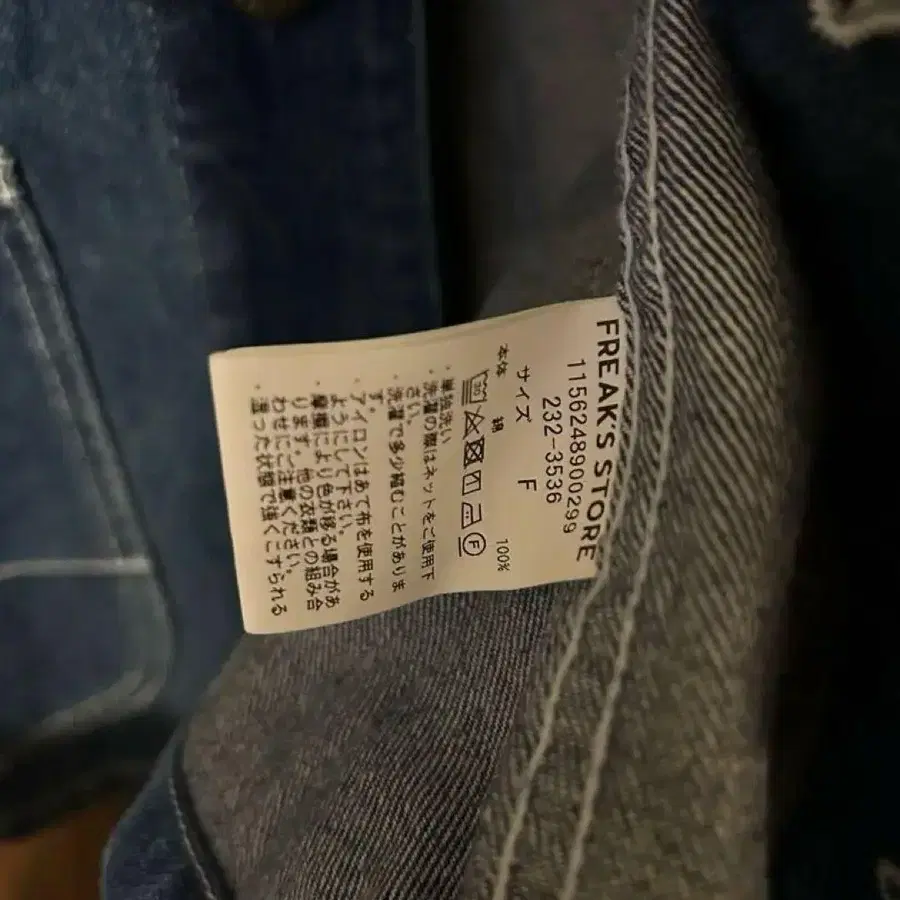 FREAK'S STORE
11562489002​99
232-3536
サイズ F
本体 綿 100%
30
F
・単独洗い
・洗濯の際はネットをご使用下
さい。
・洗濯で多少縮むことがありま
す。
・アイロンはあて布を使用する
ようにして下さい。
・摩擦により色が移る場合があ
ります。他の衣類との組み合
わせにご注意ください。
・湿った状態で強くこすられる